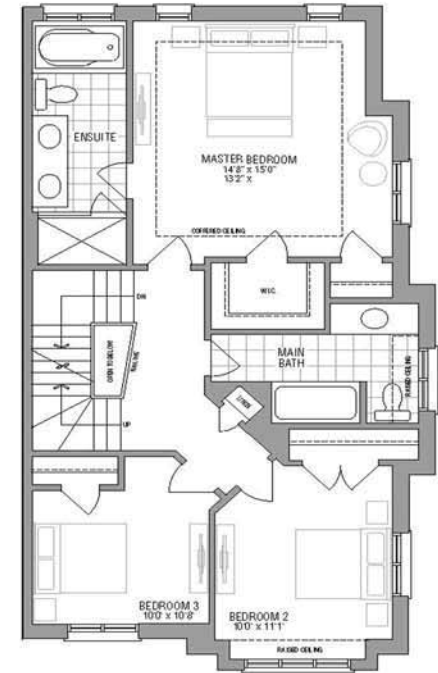 ENSUITE
MASTER BEDROOM
14'8" x 15'0"
13'2" x
COFFERED CEILING
W.I.C.
DN
OPEN TO BELOW
RAILING
MAIN
BATH
RAISED CEILING
LINEN
UP
BEDROOM 3
10'0' x 10'8'
BEDROOM 2
10'0' x 11'1'
RAISED CEILING